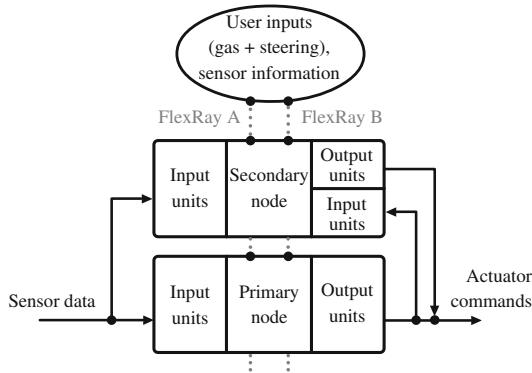 User inputs
(gas + steering),
sensor information
FlexRay A
FlexRay B
Input
units
Secondary
node
Output
units
Input
units
Sensor data
Input
units
Primary
node
Output
units
Actuator
commands